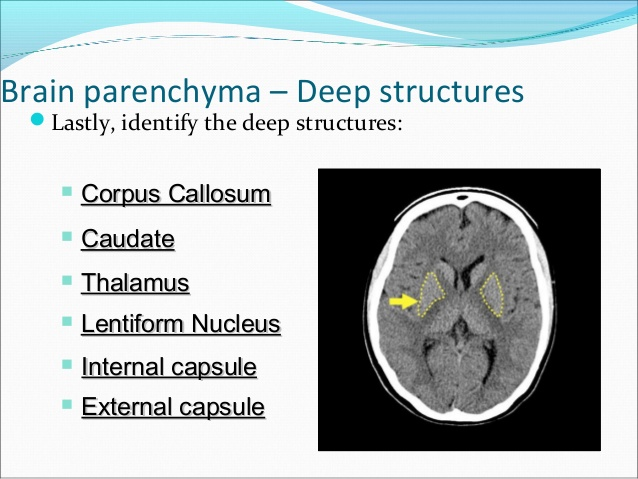 Brain parenchyma – Deep structures
Lastly, identify the deep structures:
Corpus Callosum
Caudate
Thalamus
Lentiform Nucleus
Internal capsule
External capsule